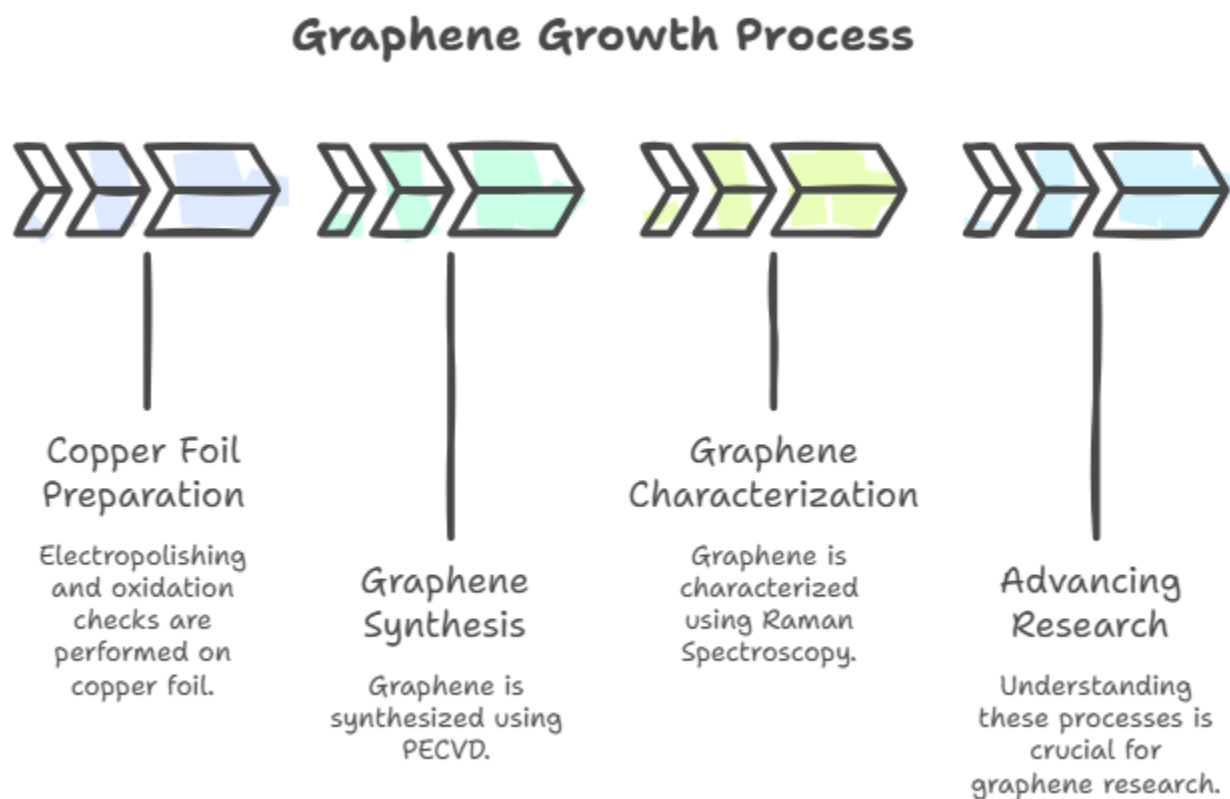 Graphene Growth Process
Copper Foil
Preparation
Electropolishing
and oxidation
checks are
performed on
copper foil.
Graphene
Synthesis
Graphene is
synthesized using
PECVD.
Graphene
Characterization
Graphene is
characterized
using Raman
Spectroscopy.
Advancing
Research
Understanding
these processes is
crucial for
graphene research.